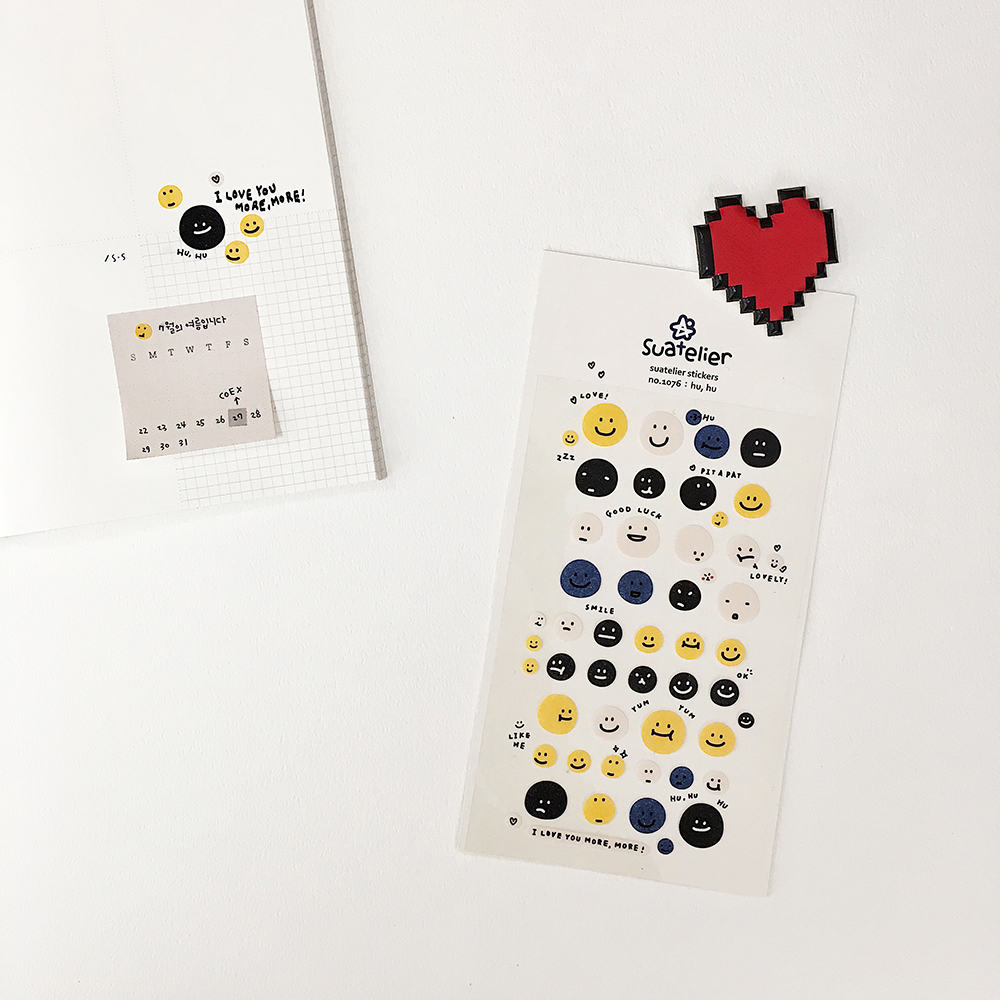 I LOVE YOU
MORE, MORE!
HU, HU
15-S
7월의 여름입니다
S M T W T F S
COEX
22 23 24 25 26 27 28
29 30 31
Suatelier
suatelier stickers
no.1076 : hu, hu
LOVE!
HU
ZZZ
PIT A PAT
GOOD LUCK
LOVELY!
SMILE
OK
YUM YUM
LIKE
ME
HU, HU
HU
I LOVE YOU MORE, MORE!